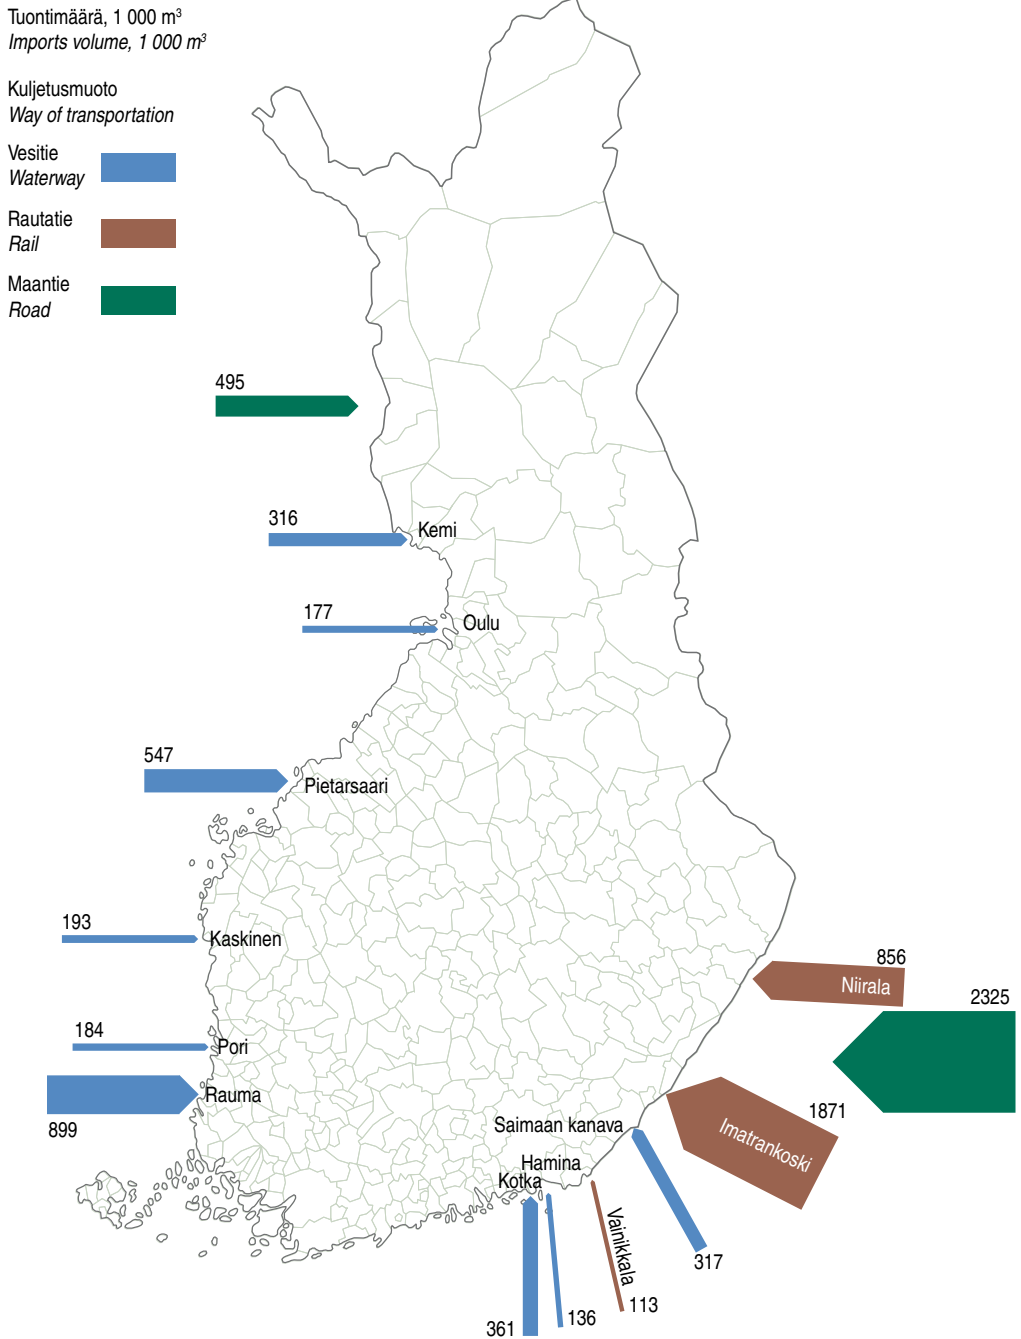 Tuontimäärä, 1 000 m³
Imports volume, 1 000 m³
Kuljetusmuoto
Way of transportation
Vesitie
Waterway
Rautatie
Rail
Maantie
Road
495
316
Kemi
177
Oulu
547
Pietarsaari
193
Kaskinen
856
Niirala
2325
184
Pori
Rauma
899
1871
Imatrankoski
Saimaan kanava
Hamina
Kotka
Vainikkala
317
113
136
361